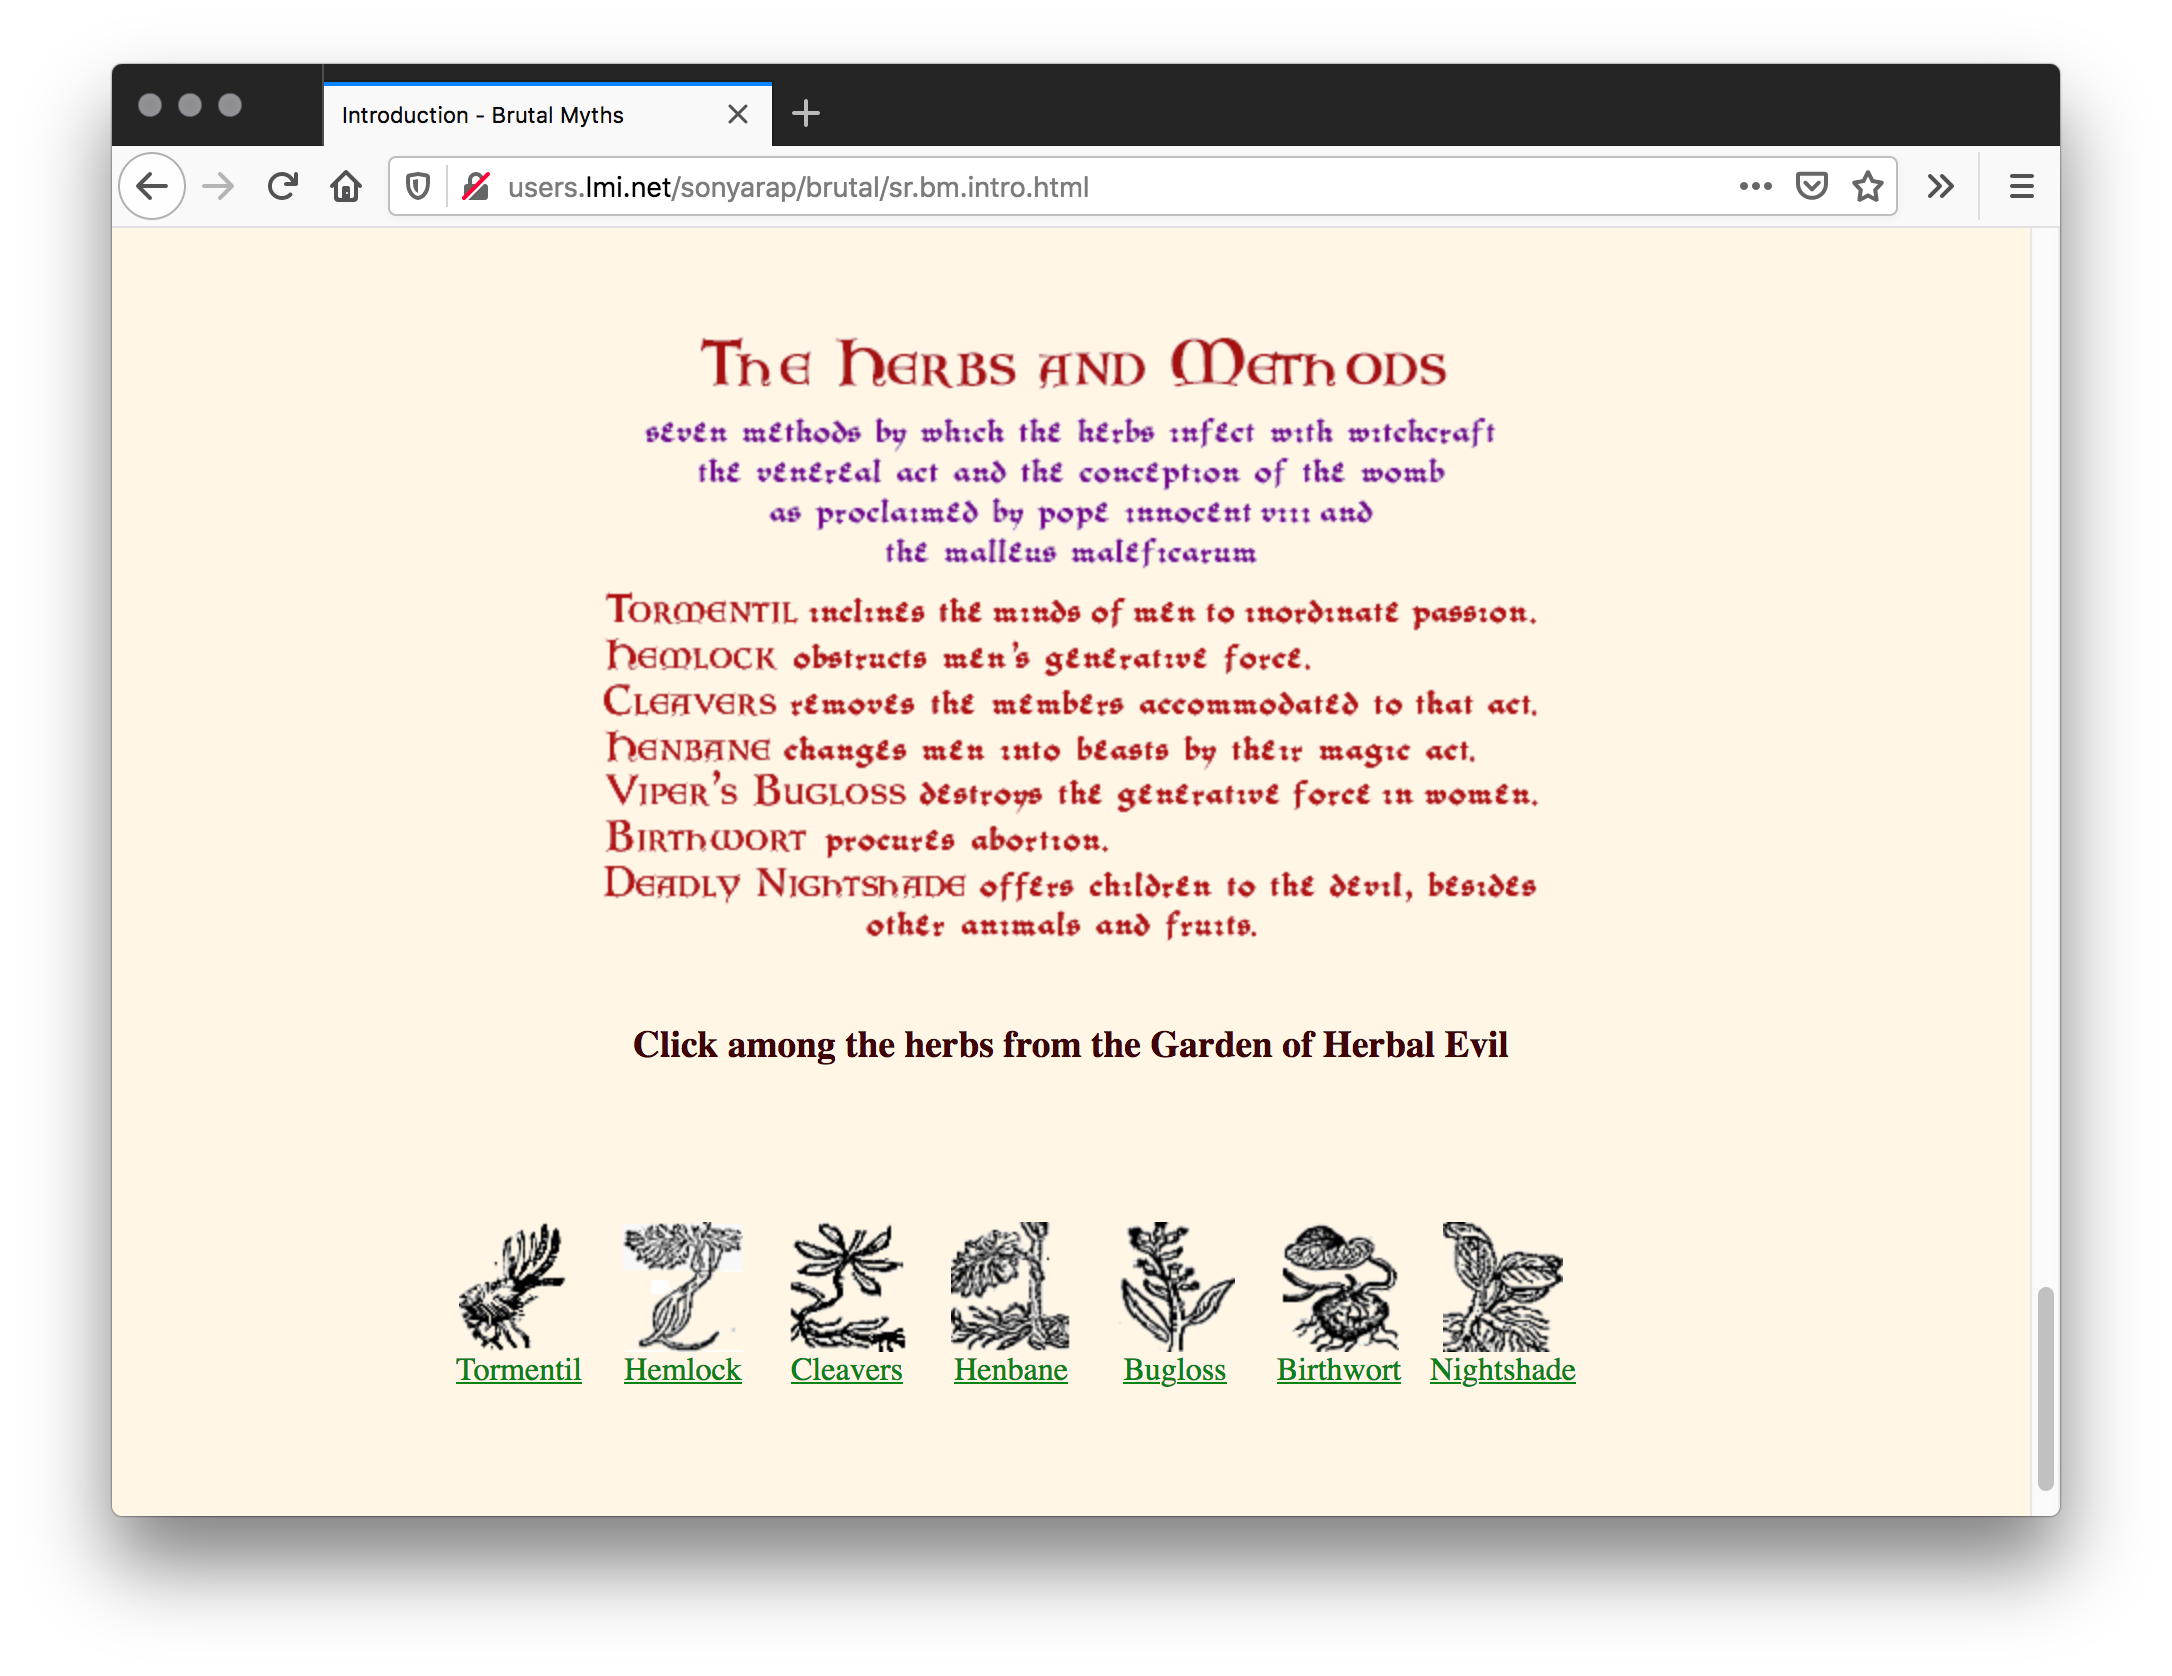 Introduction - Brutal Myths
users.lmi.net/sonyarap/brutal/sr.bm.intro.html
The Herbs and Methods
seven methods by which the herbs infect with witchcraft
the venereal act and the conception of the womb
as proclaimed by pope innocent viii and
the malleus maleficarum
Tormentil inclines the minds of men to inordinate passion.
Hemlock obstructs men's generative force.
Cleavers removes the members accommodated to that act.
Henbane changes men into beasts by their magic act.
Viper's Bugloss destroys the generative force in women.
Birthwort procures abortion.
Deadly Nightshade offers children to the devil, besides
other animals and fruits.
Click among the herbs from the Garden of Herbal Evil
Tormentil Hemlock Cleavers Henbane Bugloss Birthwort Nightshade